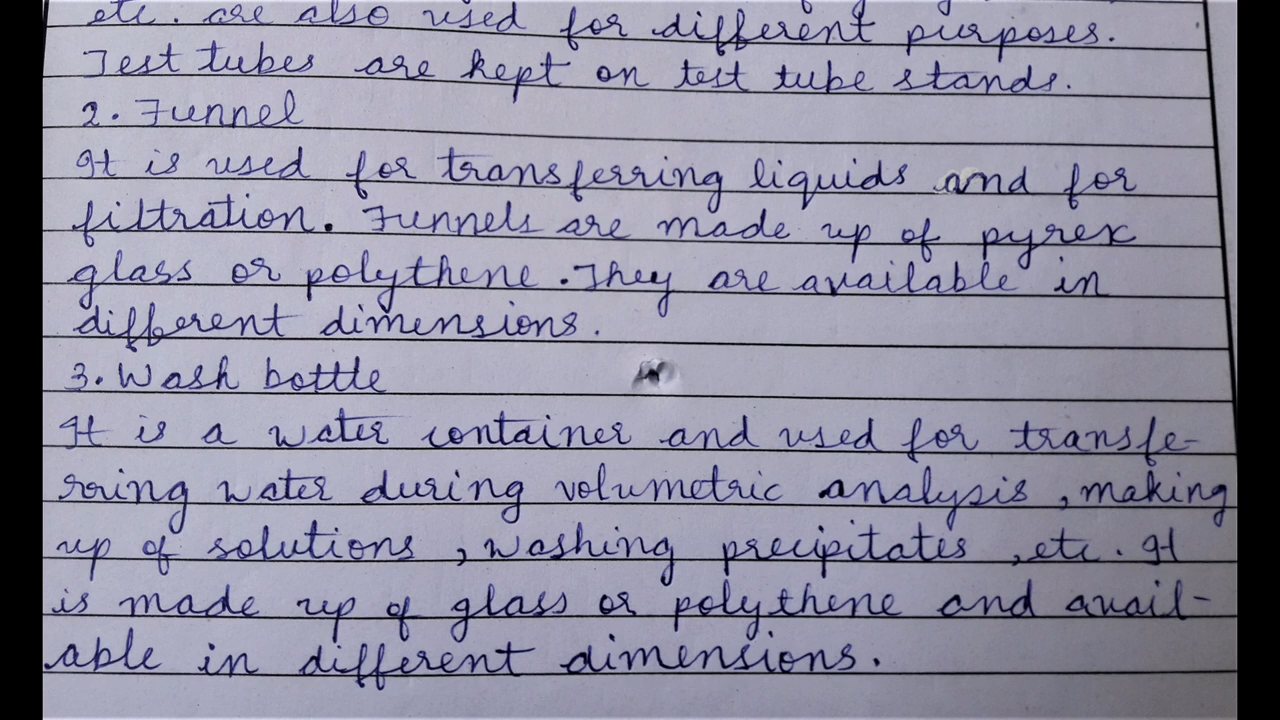 etc. are also used for different purposes.
Test tubes are kept on test tube stands.
2. Funnel
It is used for transferring liquids and for
filtration. Funnels are made up of pyrex
glass or polythene. They are available in
different dimensions.
3. Wash bottle
It is a water container and used for transfe-
rring water during volumetric analysis, making
up of solutions, washing precipitates, etc. It
is made up of glass or polythene and avail-
able in different dimensions.